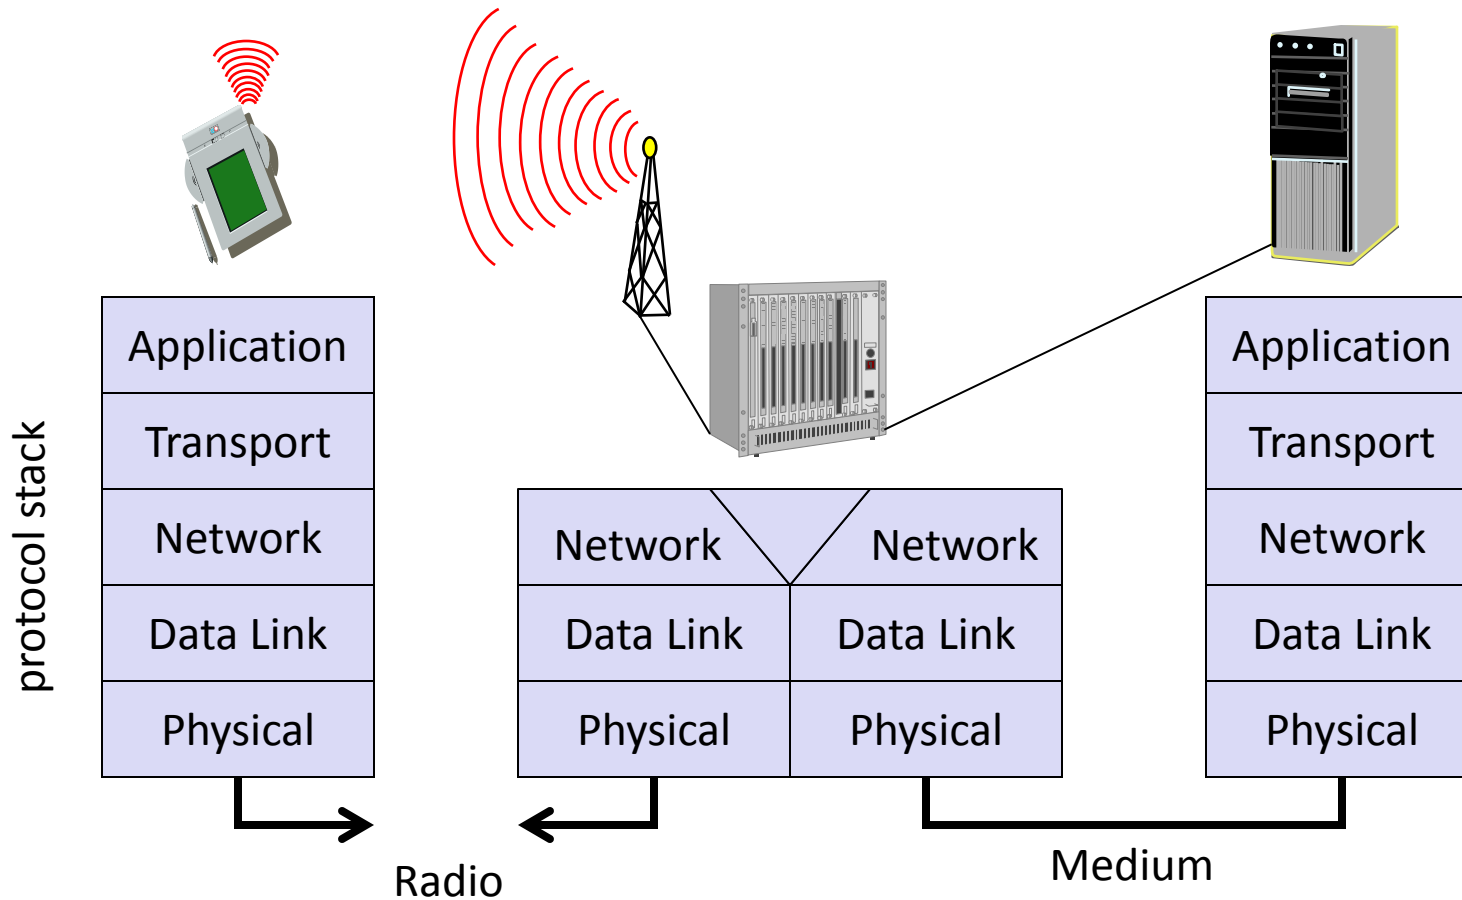 protocol stack
Application
Transport
Network
Data Link
Physical
Network
Network
Data Link
Data Link
Physical
Physical
Application
Transport
Network
Data Link
Physical
Radio
Medium